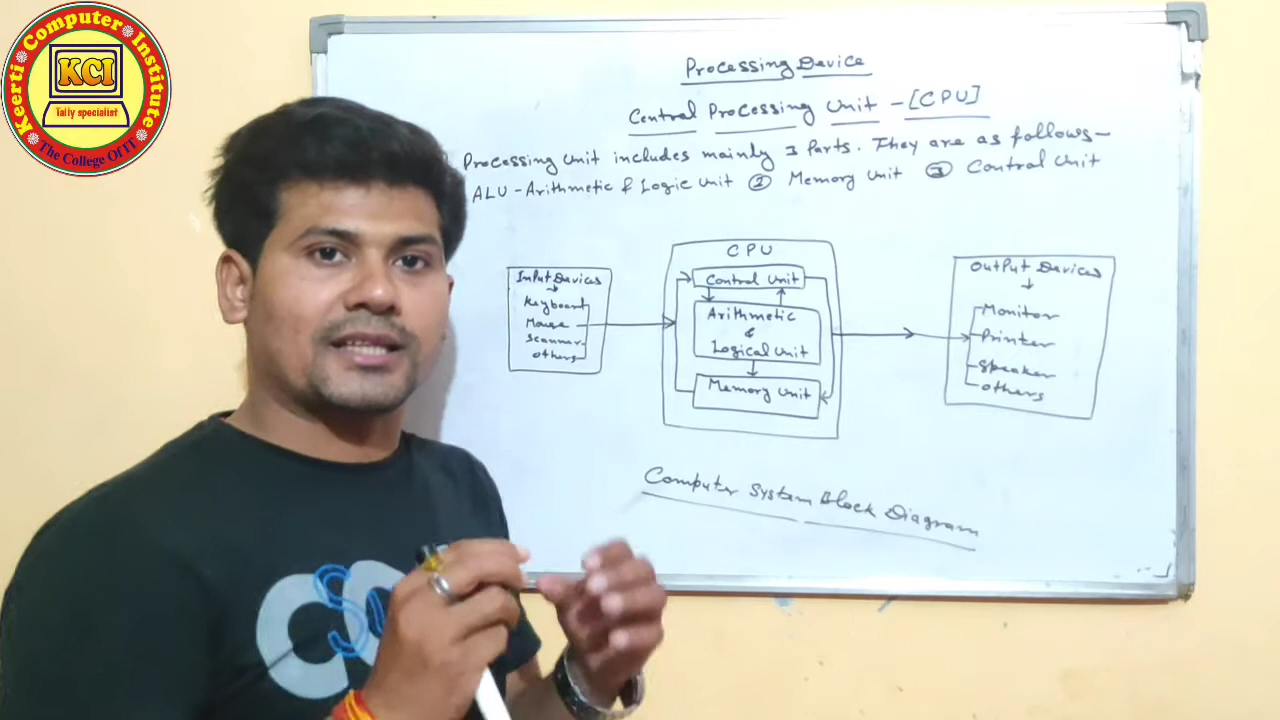 Keerti Computer Institute
KCI
Tally specialist
The College Of IT
Processing Device
Central Processing Unit - [CPU]
Processing Unit includes mainly 3 Parts. They are as follows-
ALU - Arithmetic & Logic Unit ② Memory Unit ③ Control Unit
CPU
Input Devices
Keyboard
Mouse
Scanner
Others
Control Unit
Arithmetic
&
Logical Unit
Memory Unit
Output Devices
Monitor
Printer
Speaker
Others
Computer System Block Diagram